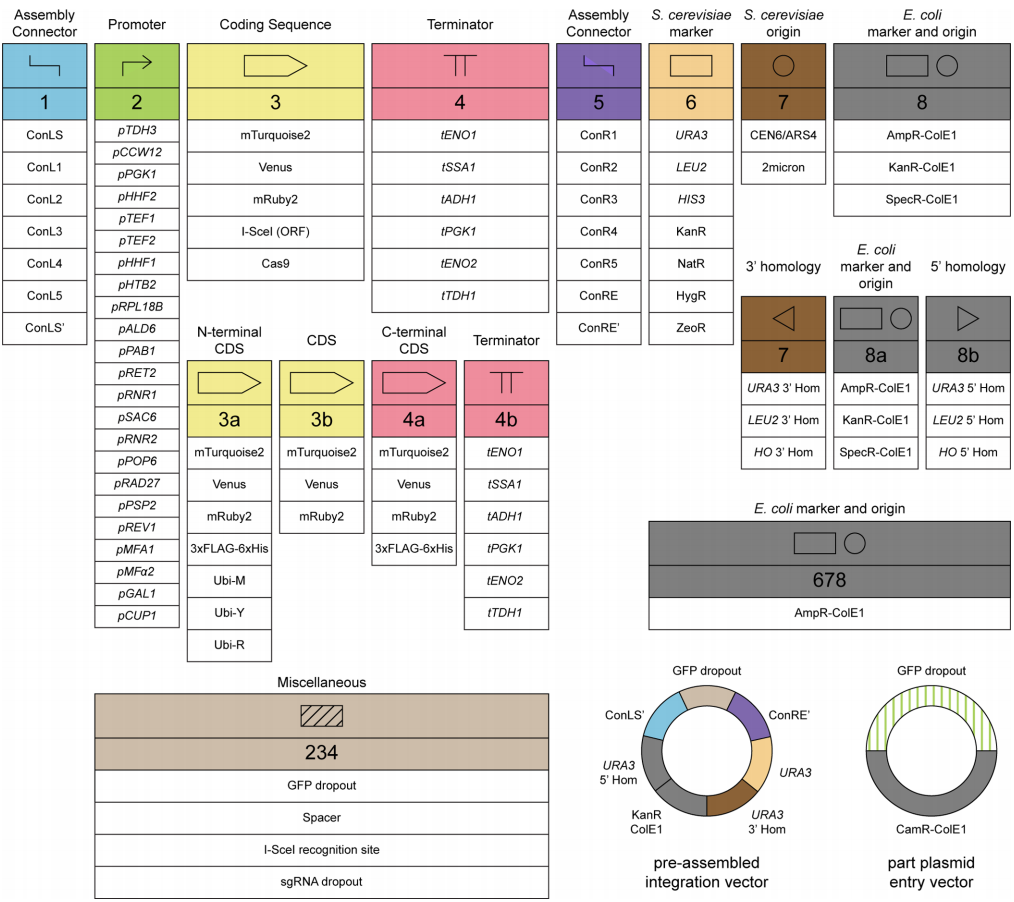 Assembly
Connector
1
ConLS
ConL1
ConL2
ConL3
ConL4
ConL5
ConLS'
Promoter
2
pTDH3
pCCW12
pPGK1
pHHF2
pTEF1
pTEF2
pHHF1
pHTB2
pRPL18B
pALD6
pPAB1
pRET2
pRNR1
pSAC6
pRNR2
pPOP6
pRAD27
pPSP2
pREV1
pMFA1
pMFα2
pGAL1
pCUP1
Coding Sequence
3
mTurquoise2
Venus
mRuby2
I-SceI (ORF)
Cas9
Terminator
4
tENO1
tSSA1
tADH1
tPGK1
tENO2
tTDH1
Assembly
Connector
5
ConR1
ConR2
ConR3
ConR4
ConR5
ConRE
ConRE'
S. cerevisiae
marker
6
URA3
LEU2
HIS3
KanR
NatR
HygR
ZeoR
S. cerevisiae
origin
7
CEN6/ARS4
2micron
E. coli
marker and origin
8
AmpR-ColE1
KanR-ColE1
SpecR-ColE1
N-terminal
CDS
3a
mTurquoise2
Venus
mRuby2
3xFLAG-6xHis
Ubi-M
Ubi-Y
Ubi-R
CDS
3b
mTurquoise2
Venus
mRuby2
C-terminal
CDS
4a
mTurquoise2
Venus
mRuby2
3xFLAG-6xHis
Terminator
4b
tENO1
tSSA1
tADH1
tPGK1
tENO2
tTDH1
3' homology
7
URA3 3' Hom
LEU2 3' Hom
HO 3' Hom
E. coli
marker and
origin
8a
AmpR-ColE1
KanR-ColE1
SpecR-ColE1
5' homology
8b
URA3 5' Hom
LEU2 5' Hom
HO 5' Hom
E. coli marker and origin
678
AmpR-ColE1
Miscellaneous
234
GFP dropout
Spacer
I-SceI recognition site
sgRNA dropout
GFP dropout
ConLS'
ConRE'
URA3
5' Hom
URA3
KanR
ColE1
URA3
3' Hom
pre-assembled
integration vector
GFP dropout
CamR-ColE1
part plasmid
entry vector